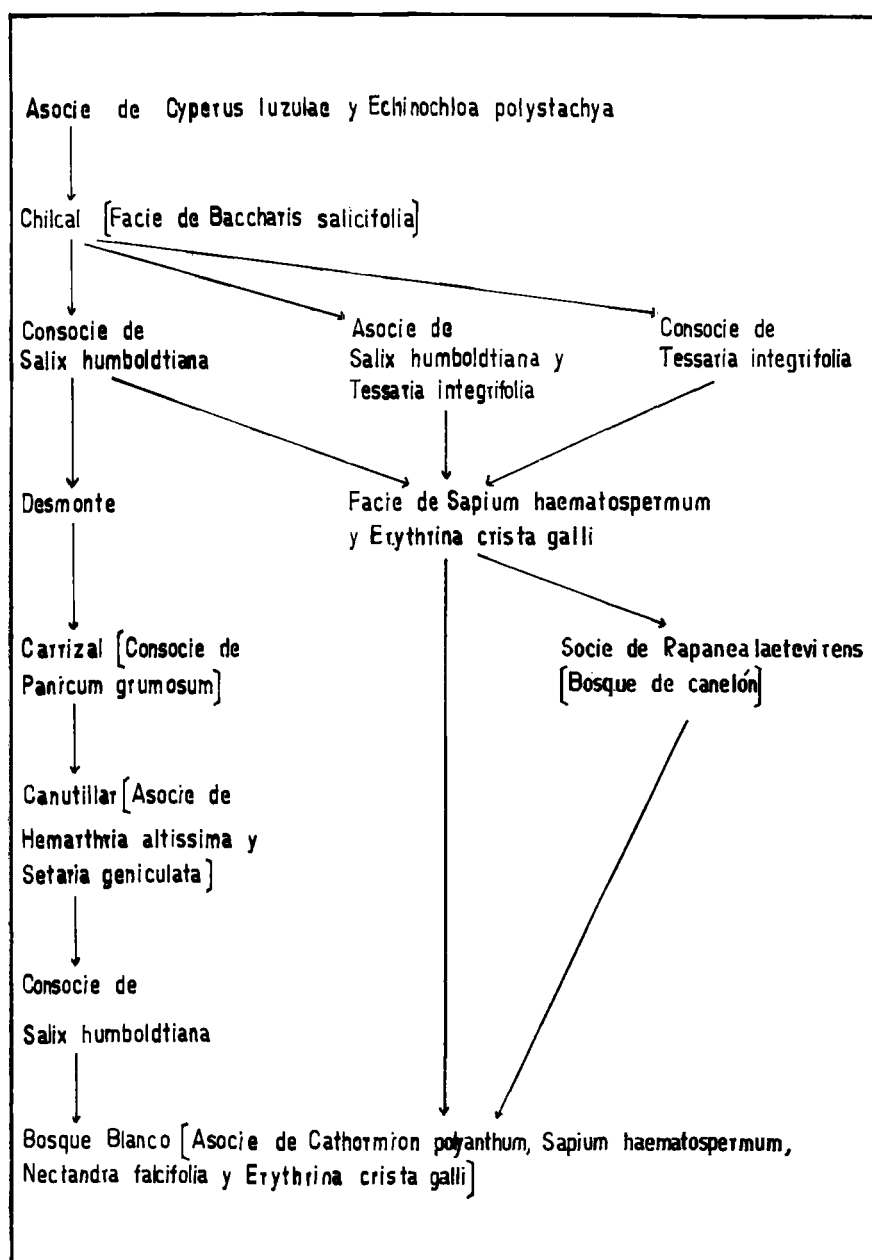 Asocie de Cyperus luzulae y Echinochloa polystachya
Chilcal [Facie de Baccharis salicifolia]
Consocie de
Salix humboldtiana
Asocie de
Salix humboldtiana y
Tessaria integrifolia
Consocie de
Tessaria integrifolia
Desmonte
Facie de Sapium haematospermum
y Erythrina crista galli
Carrizal [Consocie de
Panicum grumosum]
Socie de Rapanea laetevirens
[Bosque de canelón]
Canutillar [Asocie de
Hemarthria altissima y
Setaria geniculata]
Consocie de
Salix humboldtiana
Bosque Blanco [Asocie de Cathormion polyanthum, Sapium haematospermum,
Nectandra falcifolia y Erythrina crista galli]